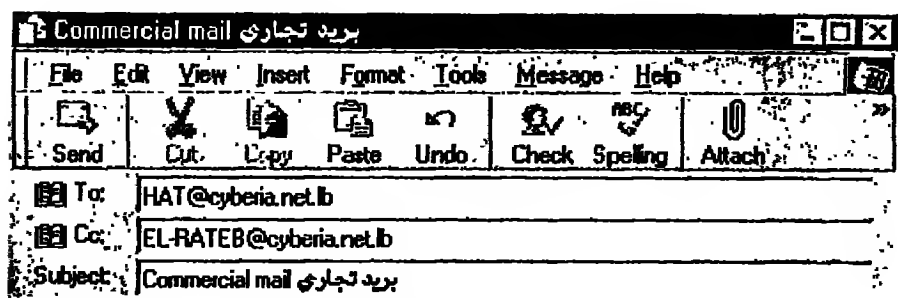 Commercial mail بريد تجاري
File Edit View Insert Format Tools Message Help
Send Cut Copy Paste Undo Check Spelling Attach
To: HAT@cyberia.net.lb
Cc: EL-RATEB@cyberia.net.lb
Subject: Commercial mail بريد تجاري